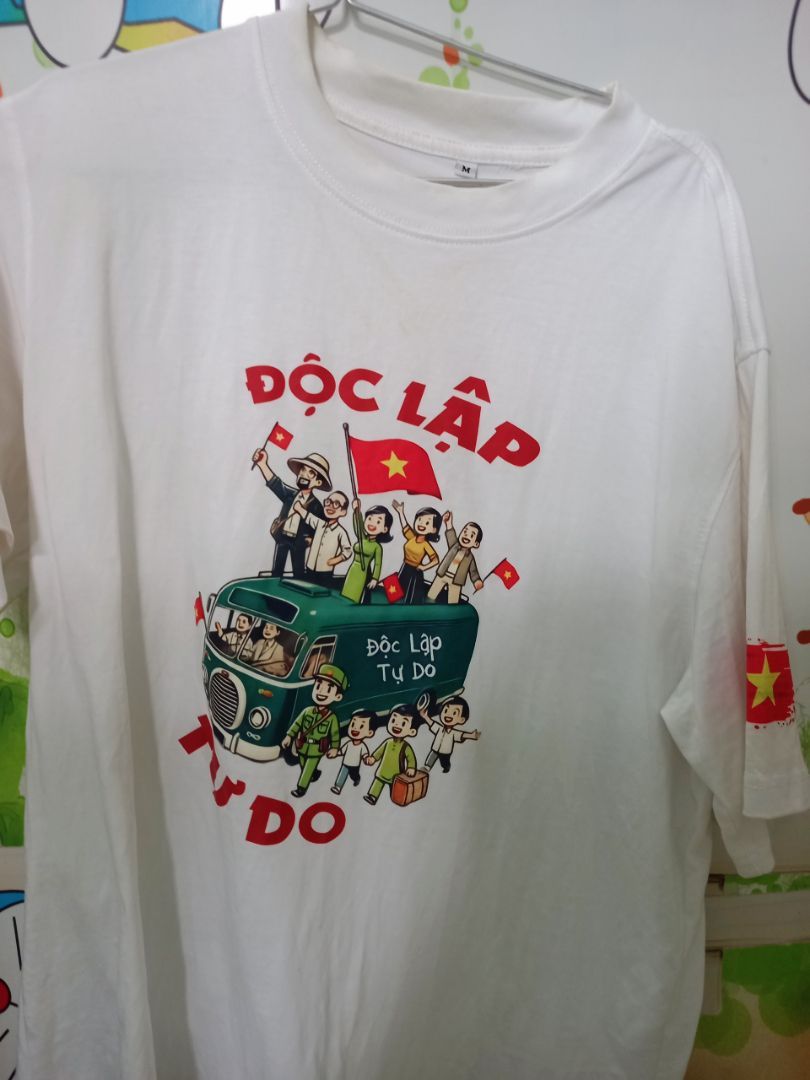 M
ĐỘC LẬP
Độc Lập
Tự Do
TỰ DO